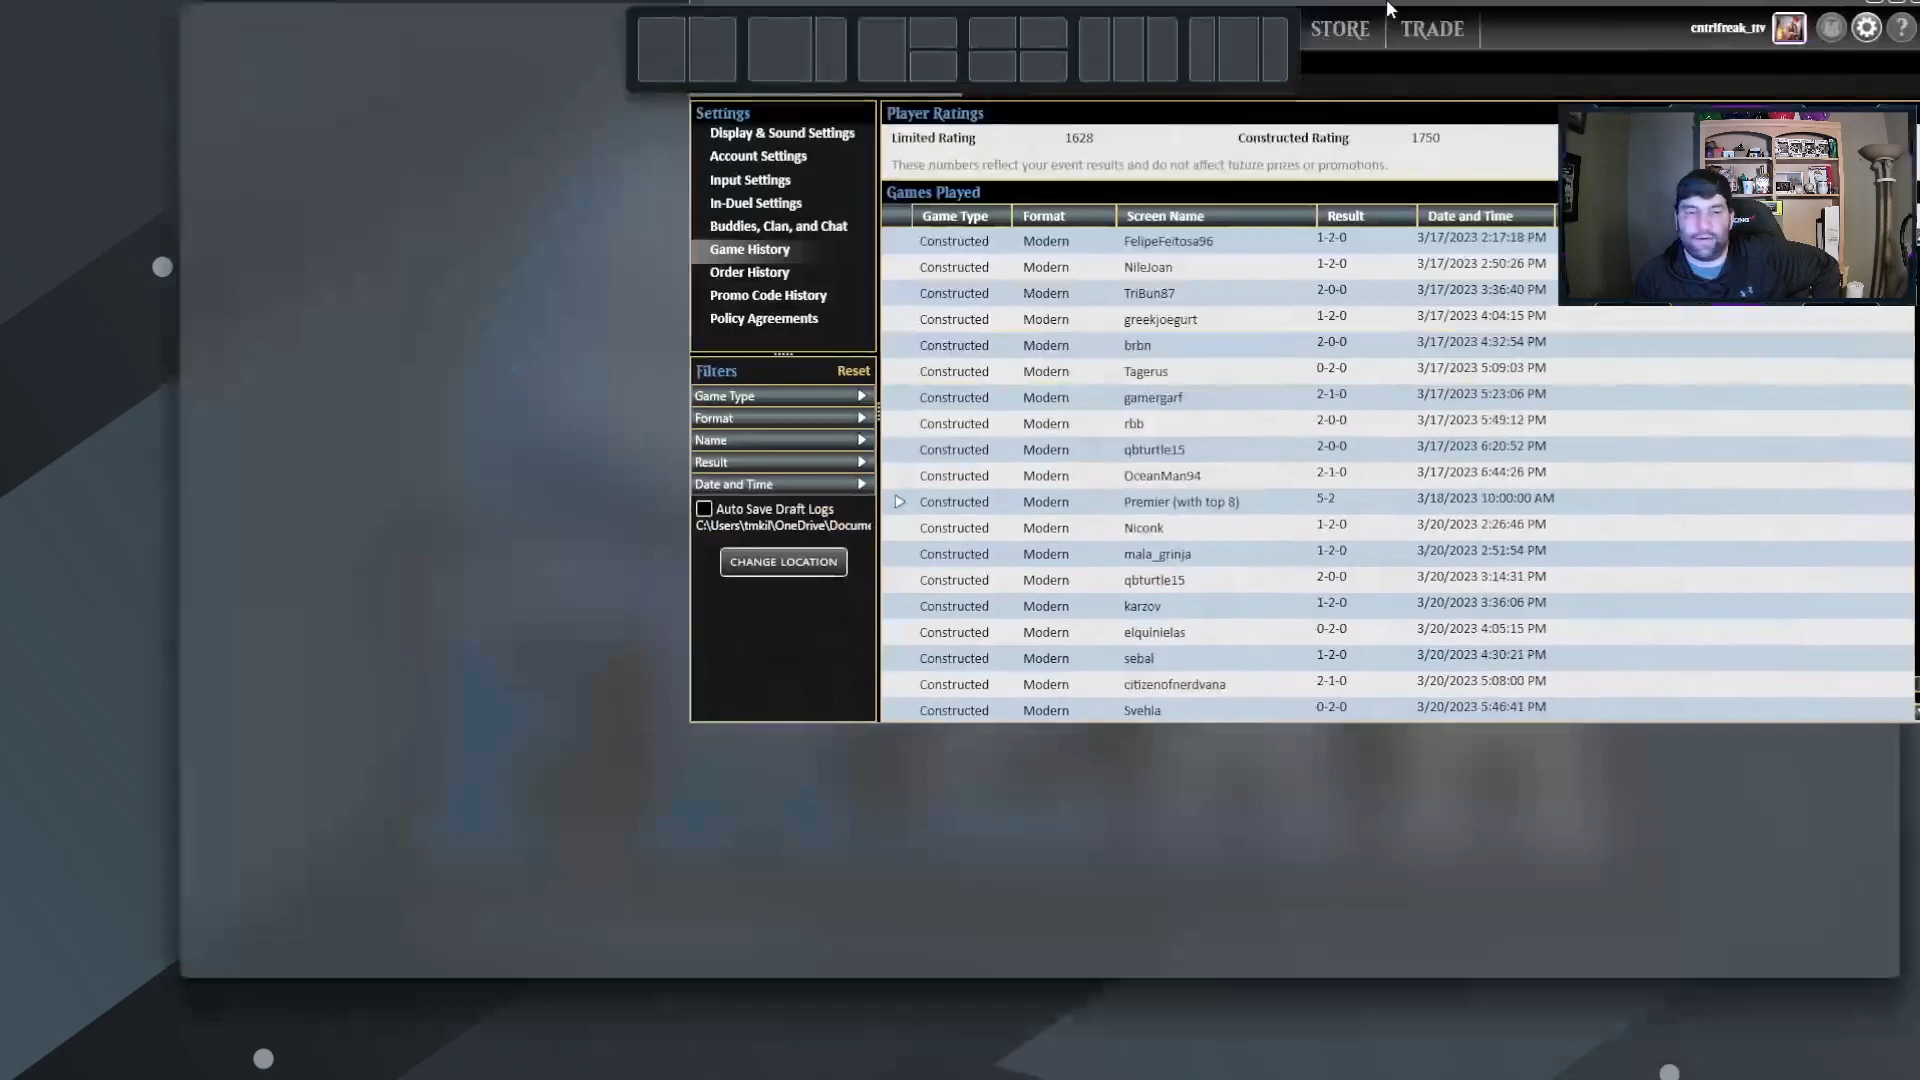 STORE TRADE cntrlfreak_ttv ?
Settings
Display & Sound Settings
Account Settings
Input Settings
In-Duel Settings
Buddies, Clan, and Chat
Game History
Order History
Promo Code History
Policy Agreements
Filters Reset
Game Type
Format
Name
Result
Date and Time
Auto Save Draft Logs
C:\Users\tmkil\OneDrive\Docume
CHANGE LOCATION
Player Ratings
Limited Rating 1628 Constructed Rating 1750
These numbers reflect your event results and do not affect future prizes or promotions.
Games Played
Game Type Format Screen Name Result Date and Time
Constructed Modern FelipeFeitosa96 1-2-0 3/17/2023 2:17:18 PM
Constructed Modern NileJoan 1-2-0 3/17/2023 2:50:26 PM
Constructed Modern TriBun87 2-0-0 3/17/2023 3:36:40 PM
Constructed Modern greekjoegurt 1-2-0 3/17/2023 4:04:15 PM
Constructed Modern brbn 2-0-0 3/17/2023 4:32:54 PM
Constructed Modern Tagerus 0-2-0 3/17/2023 5:09:03 PM
Constructed Modern gamergarf 2-1-0 3/17/2023 5:23:06 PM
Constructed Modern rbb 2-0-0 3/17/2023 5:49:12 PM
Constructed Modern qbturtle15 2-0-0 3/17/2023 6:20:52 PM
Constructed Modern OceanMan94 2-1-0 3/17/2023 6:44:26 PM
Constructed Modern Premier (with top 8) 5-2 3/18/2023 10:00:00 AM
Constructed Modern Niconk 1-2-0 3/20/2023 2:26:46 PM
Constructed Modern mala_grinja 1-2-0 3/20/2023 2:51:54 PM
Constructed Modern qbturtle15 2-0-0 3/20/2023 3:14:31 PM
Constructed Modern karzov 1-2-0 3/20/2023 3:36:06 PM
Constructed Modern elquinielas 0-2-0 3/20/2023 4:05:15 PM
Constructed Modern sebal 1-2-0 3/20/2023 4:30:21 PM
Constructed Modern citizenofnerdvana 2-1-0 3/20/2023 5:08:00 PM
Constructed Modern Svehla 0-2-0 3/20/2023 5:46:41 PM